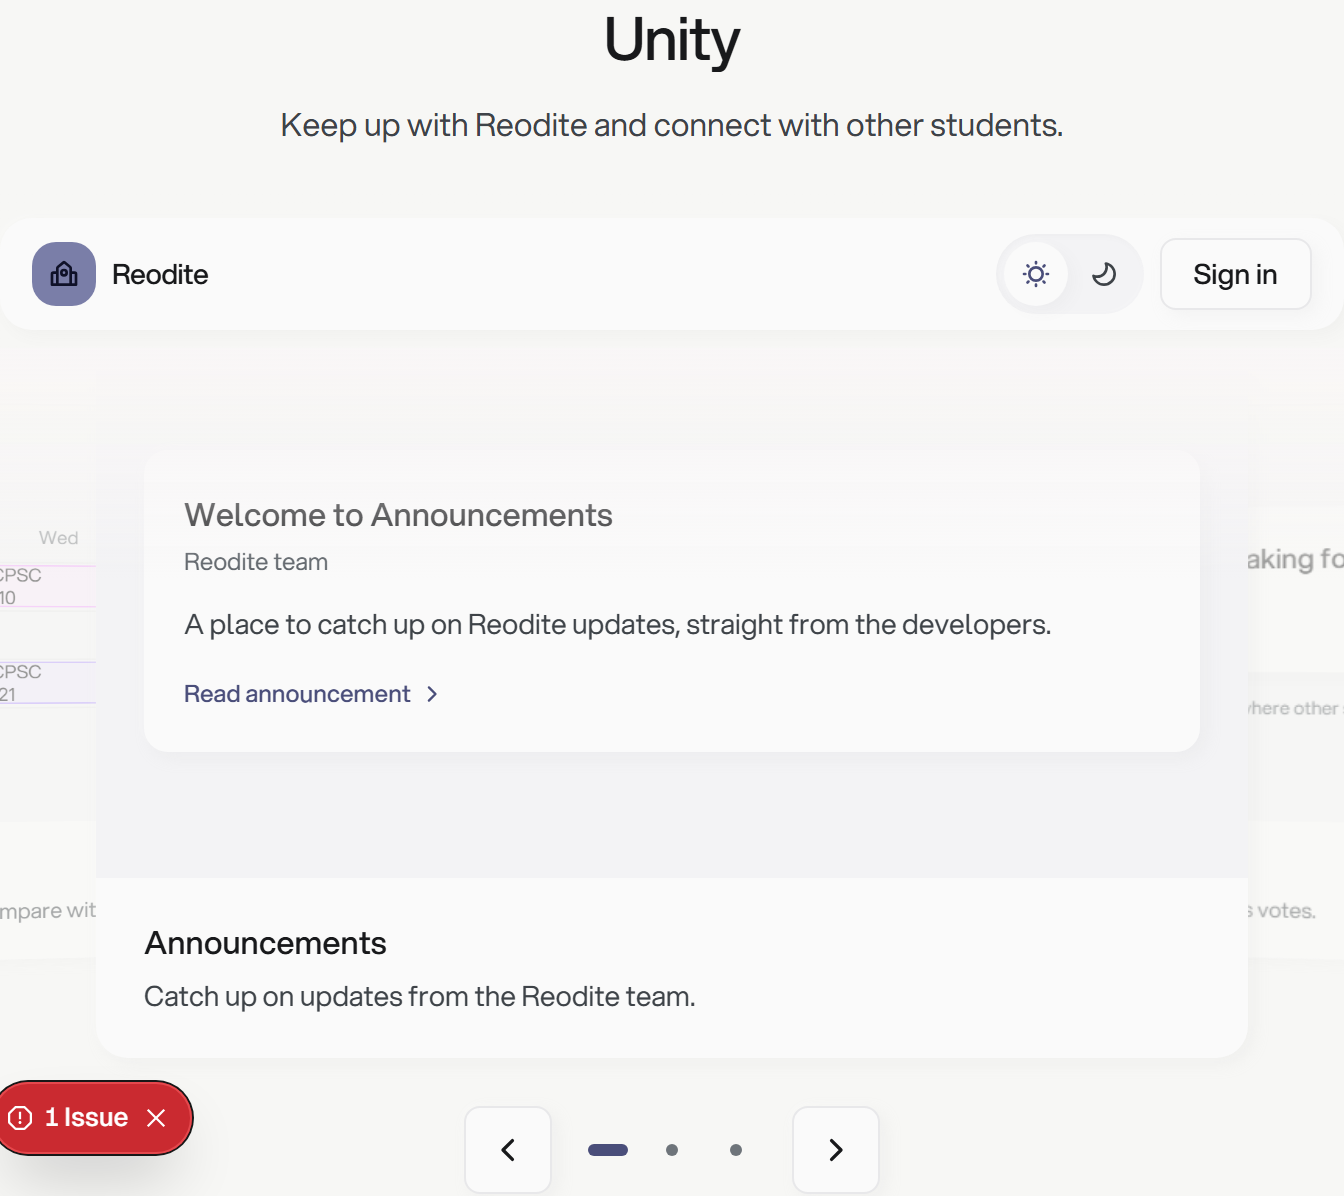 Unity
Keep up with Reodite and connect with other students.
Reodite
Sign in
Welcome to Announcements
Reodite team
A place to catch up on Reodite updates, straight from the developers.
Read announcement
Wed
CPSC
10
CPSC
21
aking fo
where other
mpare wit
s votes.
Announcements
Catch up on updates from the Reodite team.
1 Issue